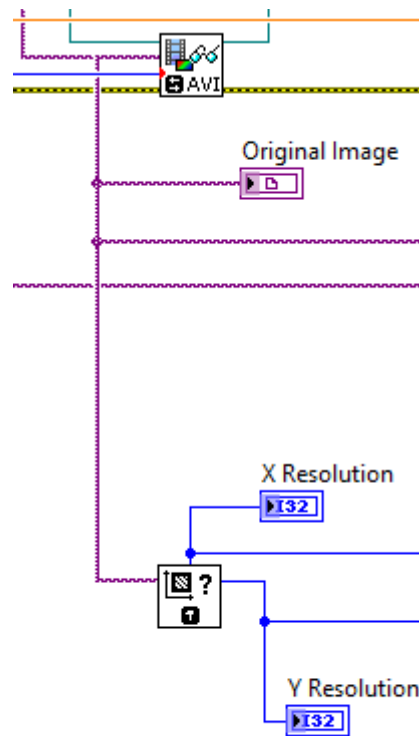 AVI
Original Image
X Resolution
I32
?
Y Resolution
I32